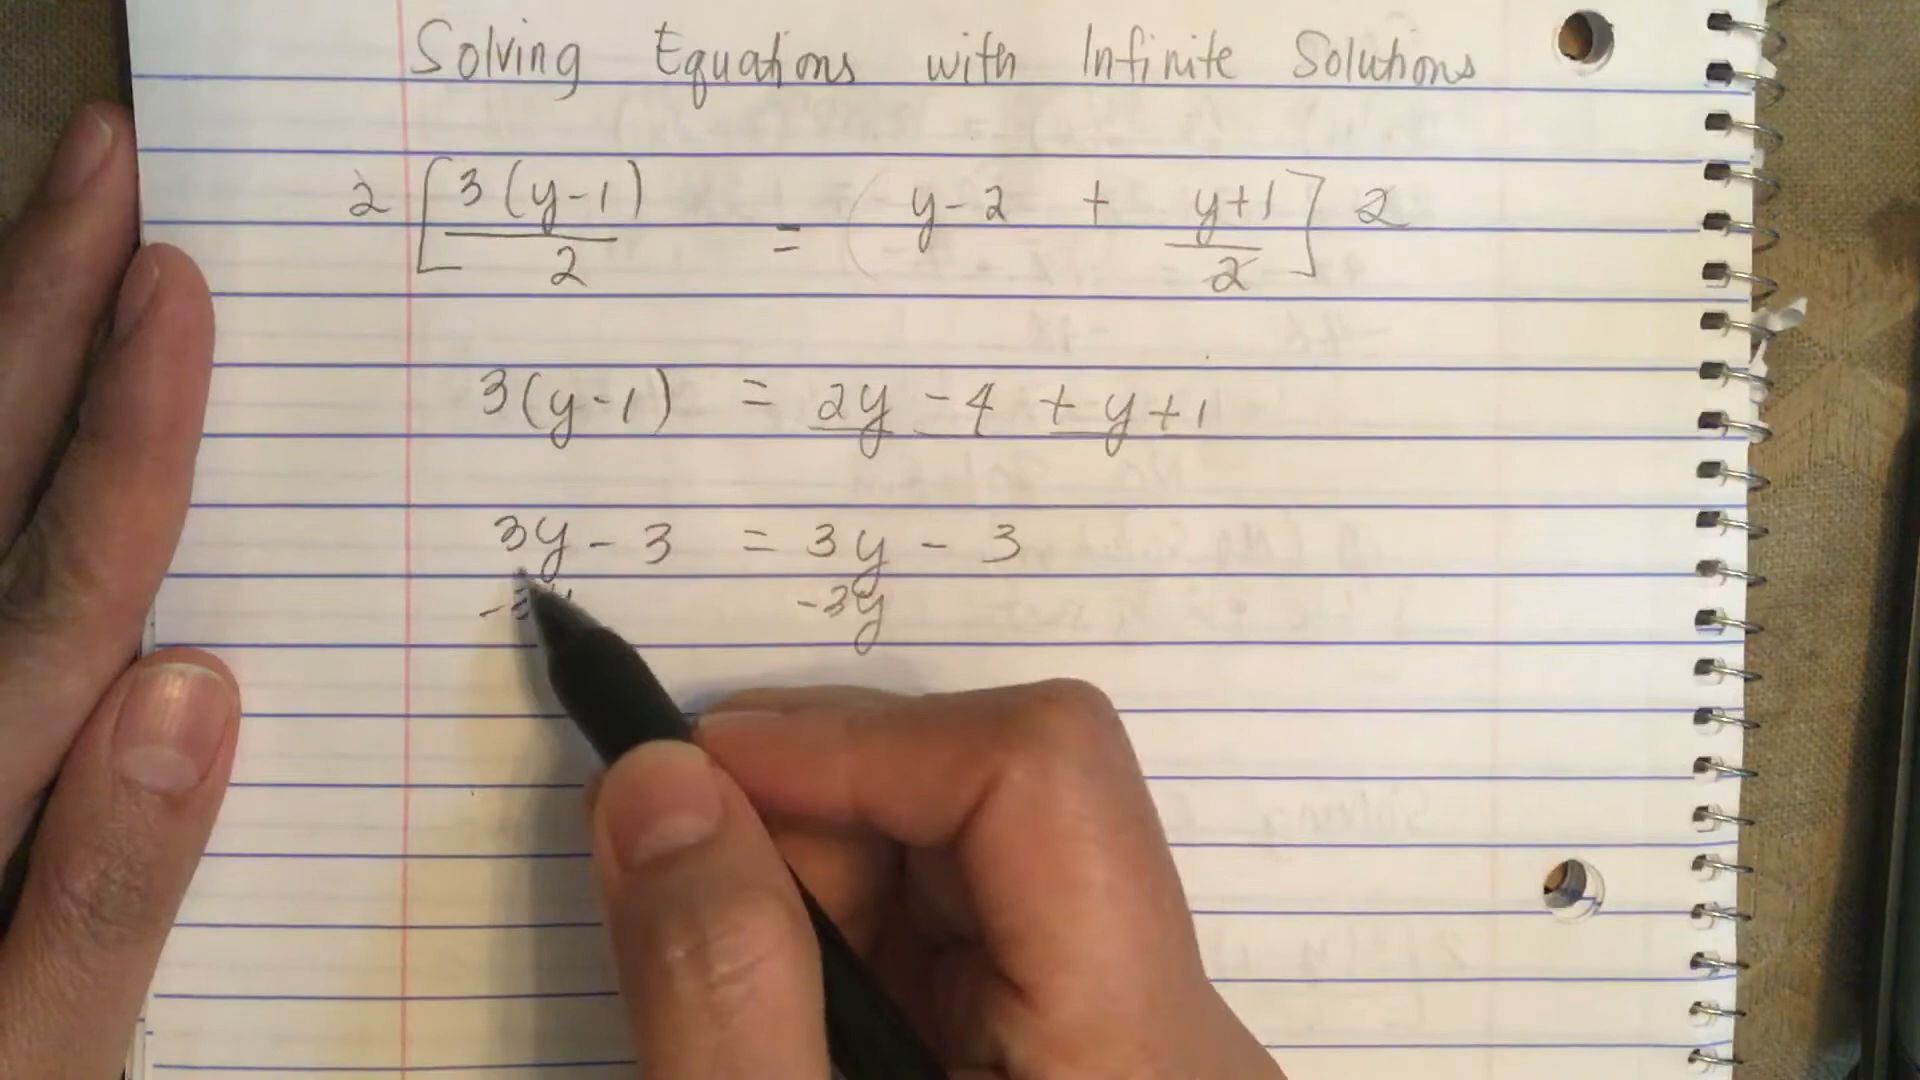 Solving Equations with Infinite Solutions
2 [ 3(y-1)/2 = ( y-2 + y+1/2 ] 2
3(y-1) = 2y - 4 + y + 1
3y - 3 = 3y - 3
-3y -3y